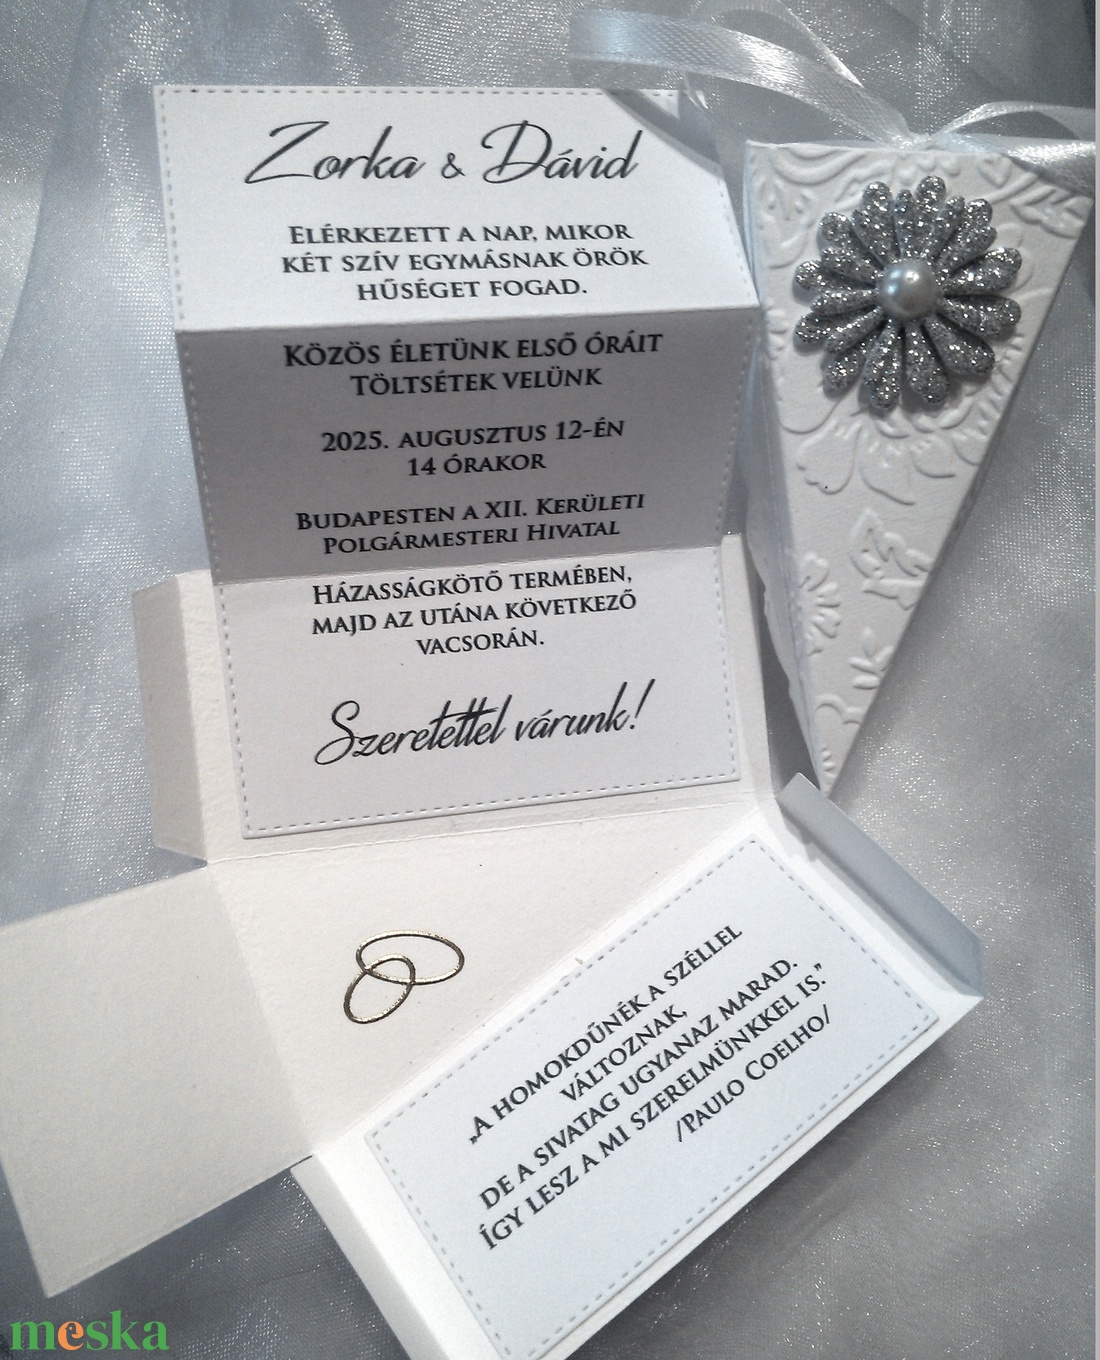 Zorka & Dávid
Elérkezett a nap, mikor
két szív egymásnak örök
hűséget fogad.
Közös életünk első óráit
töltsétek velünk
2025. augusztus 12-én
14 órakor
Budapesten a XII. Kerületi
Polgármesteri Hivatal
Házasságkötő termében,
majd az utána következő
vacsorán.
Szeretettel várunk!
„A homokdűnék a széllel
változnak,
de a sivatag ugyanaz marad.
Így lesz a mi szerelmünkkel is.”
/Paulo Coelho/
meska